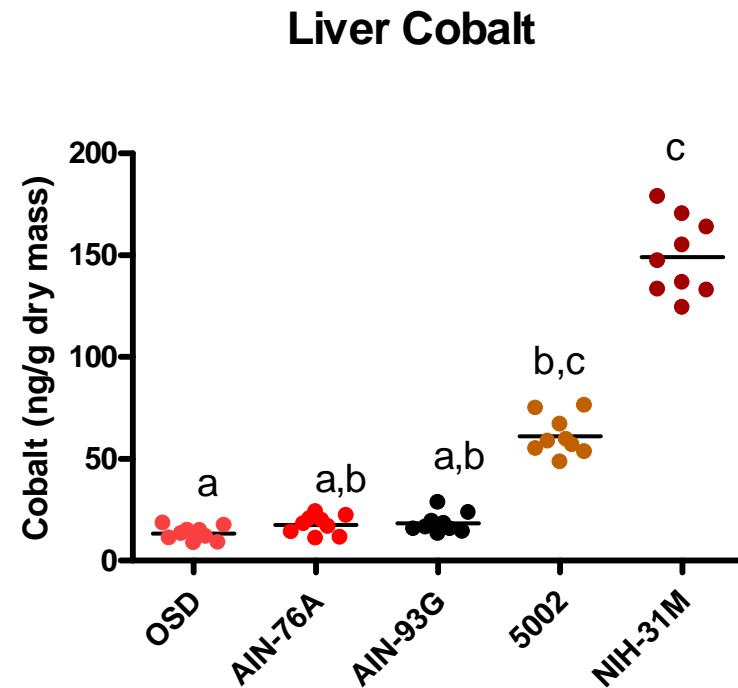 Liver Cobalt
Cobalt (ng/g dry mass)
200
150
100
50
0
a
a,b
a,b
b,c
c
OSD
AIN-76A
AIN-93G
5002
NIH-31M